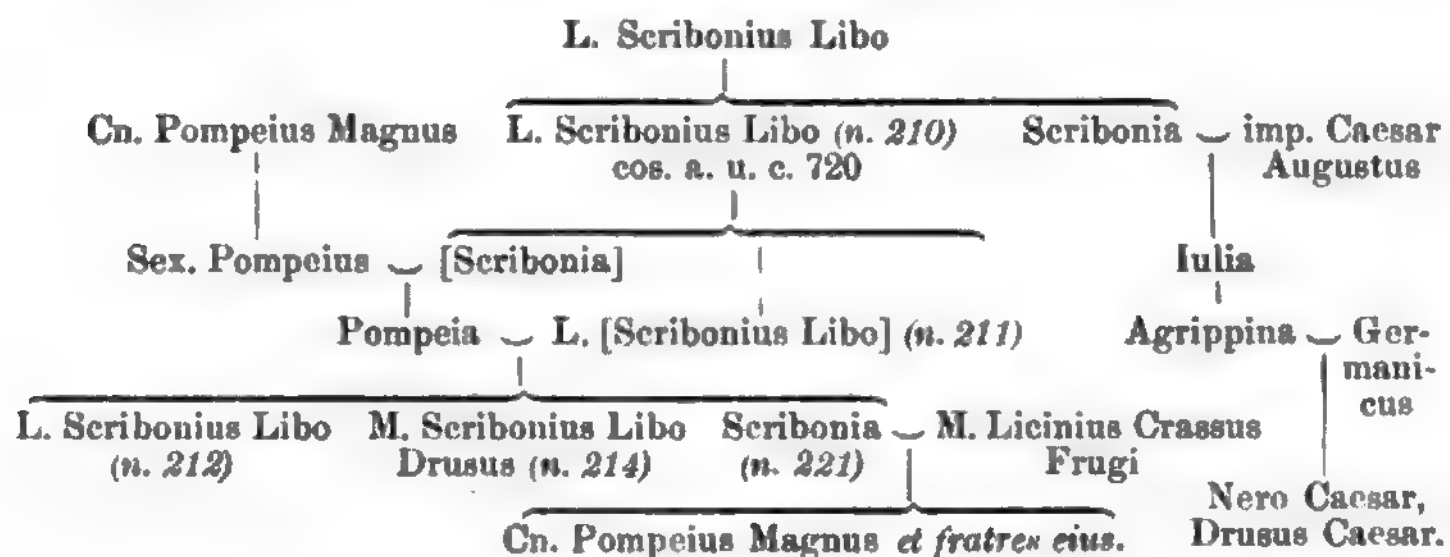 L. Scribonius Libo
Cn. Pompeius Magnus L. Scribonius Libo (n. 210) Scribonia imp. Caesar
cos. a. u. c. 720 Augustus
Sex. Pompeius [Scribonia] Iulia
Pompeia L. [Scribonius Libo] (n. 211) Agrippina Ger-
mani-
cus
L. Scribonius Libo M. Scribonius Libo Scribonia M. Licinius Crassus
(n. 212) Drusus (n. 214) (n. 221) Frugi
Nero Caesar,
Cn. Pompeius Magnus et fratres eius. Drusus Caesar.